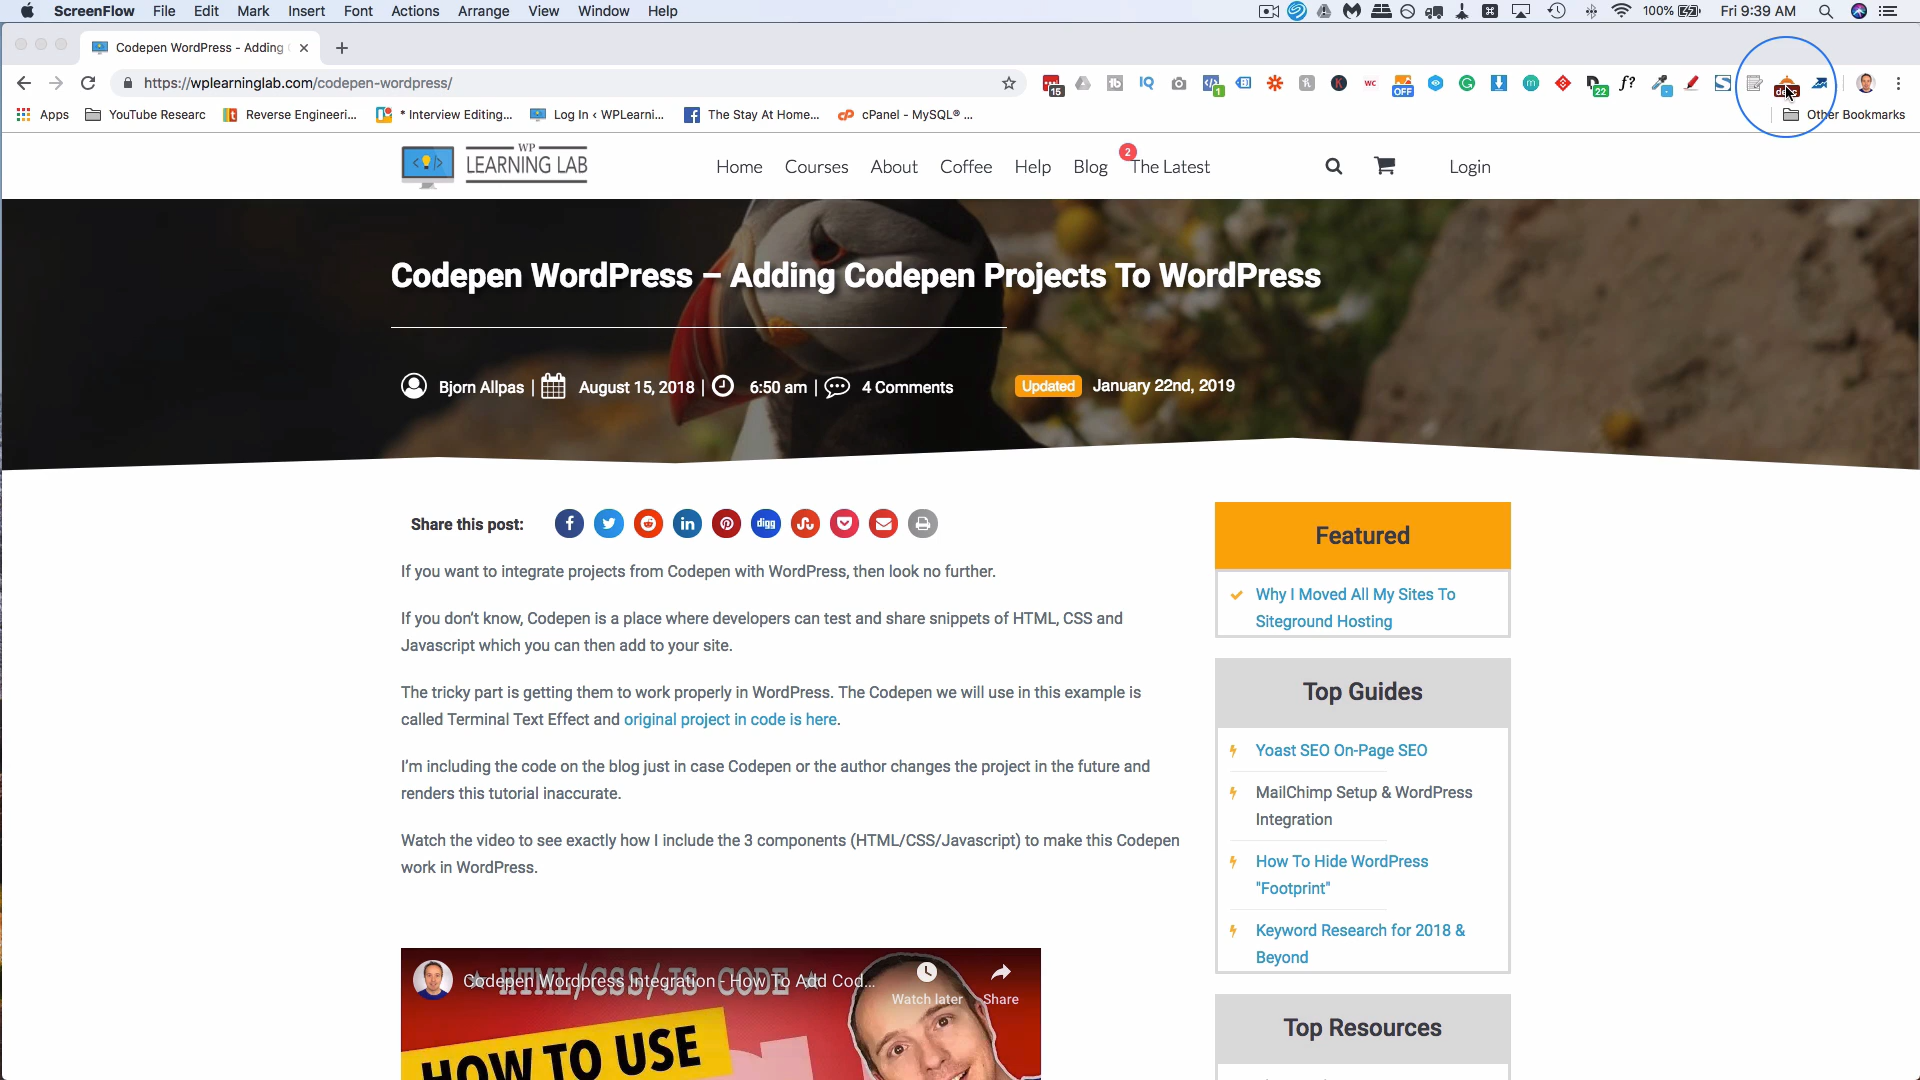 ScreenFlow File Edit Mark Insert Font Actions Arrange View Window Help 100% Fri 9:39 AM
Codepen WordPress - Adding
https://wplearninglab.com/codepen-wordpress/
15 IQ 1 WC OFF 22 f?
Apps YouTube Researc Reverse Engineeri... * Interview Editing... Log In ‹ WPLearni... The Stay At Home... cPanel - MySQL® ... Other Bookmarks
WP
LEARNING LAB
Home Courses About Coffee Help Blog 2 The Latest Login
Codepen WordPress – Adding Codepen Projects To WordPress
Bjorn Allpas | August 15, 2018 | 6:50 am | 4 Comments Updated January 22nd, 2019
Share this post: digg
If you want to integrate projects from Codepen with WordPress, then look no further.
If you don't know, Codepen is a place where developers can test and share snippets of HTML, CSS and
Javascript which you can then add to your site.
The tricky part is getting them to work properly in WordPress. The Codepen we will use in this example is
called Terminal Text Effect and original project in code is here.
I'm including the code on the blog just in case Codepen or the author changes the project in the future and
renders this tutorial inaccurate.
Watch the video to see exactly how I include the 3 components (HTML/CSS/Javascript) to make this Codepen
work in WordPress.
HTML/CSS/JS CODE
Codepen Wordpress Integration - How To Add Cod...
Watch later Share
HOW TO USE
Featured
Why I Moved All My Sites To
Siteground Hosting
Top Guides
Yoast SEO On-Page SEO
MailChimp Setup & WordPress
Integration
How To Hide WordPress
"Footprint"
Keyword Research for 2018 &
Beyond
Top Resources